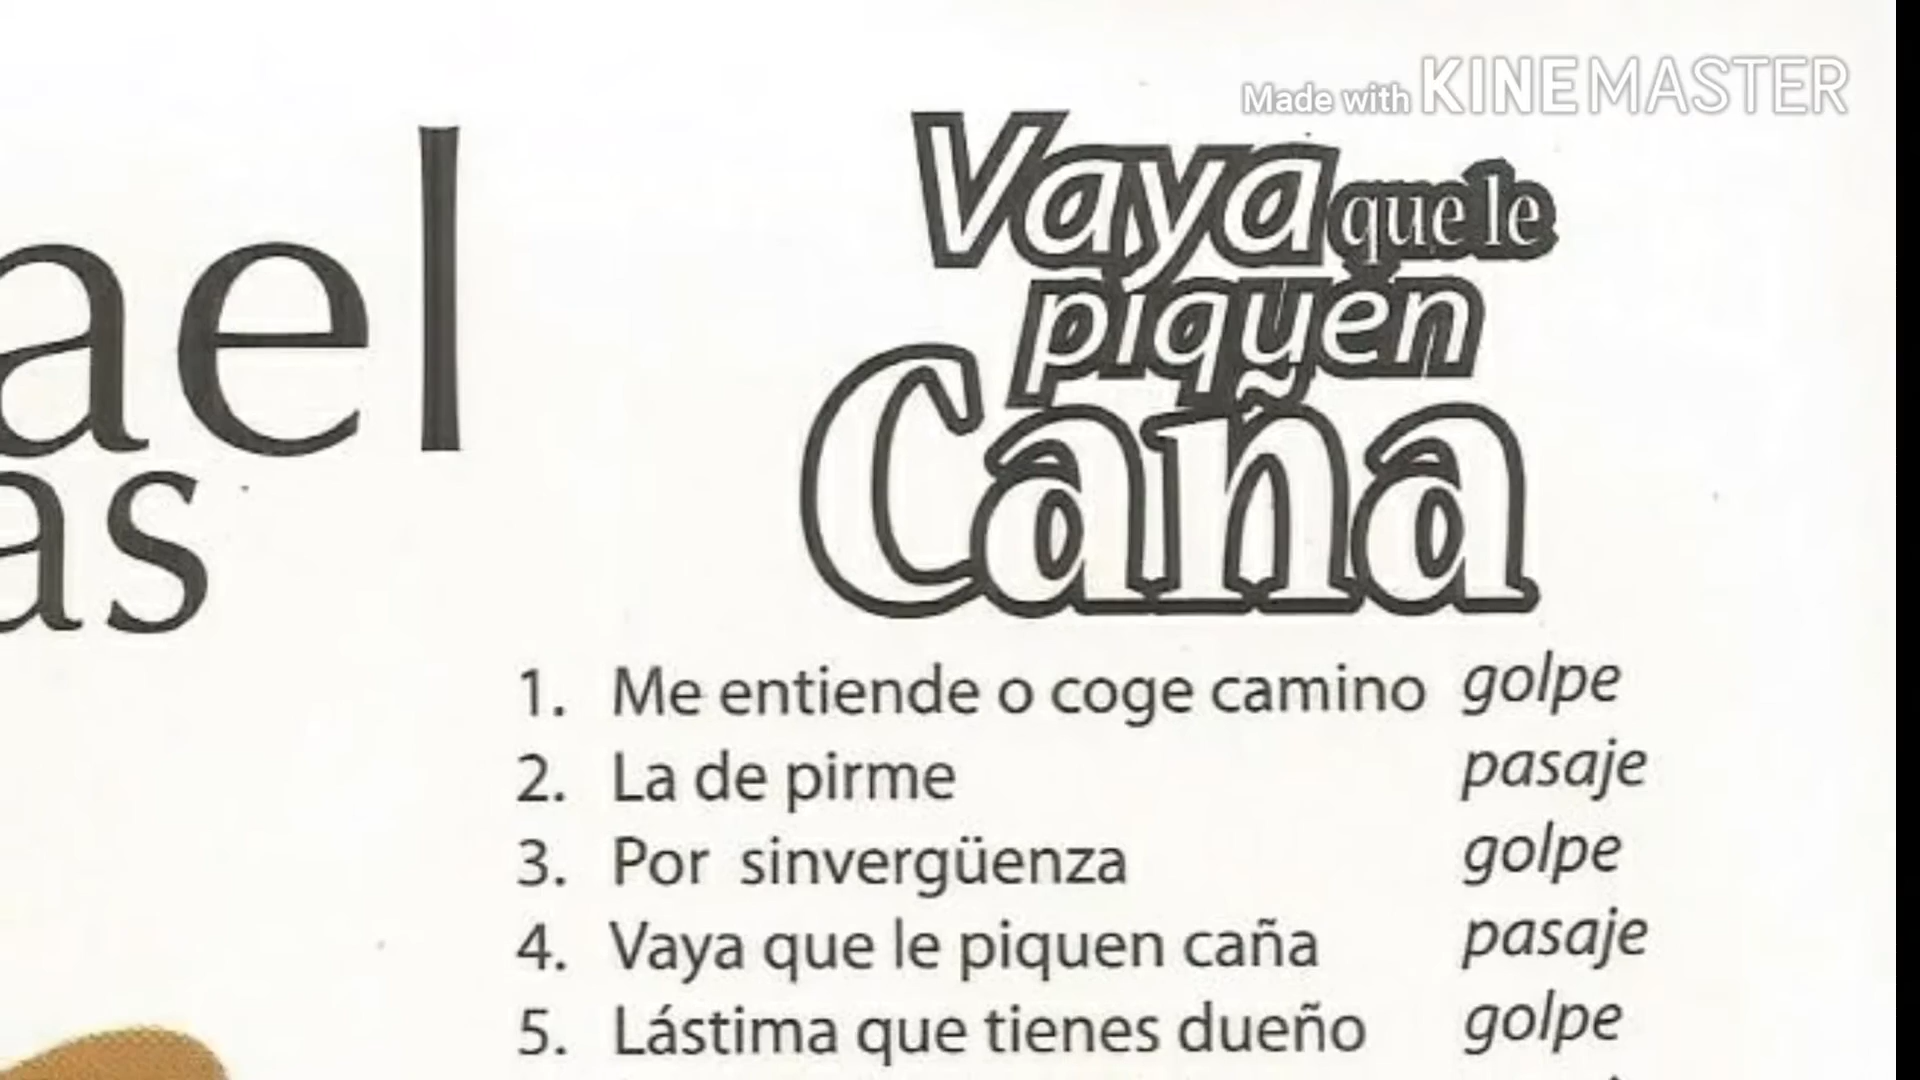 Made with KINEMASTER
ael
as
Vaya que le
piquen
Caña
1. Me entiende o coge camino golpe
2. La de pirme pasaje
3. Por sinvergüenza golpe
4. Vaya que le piquen caña pasaje
5. Lástima que tienes dueño golpe